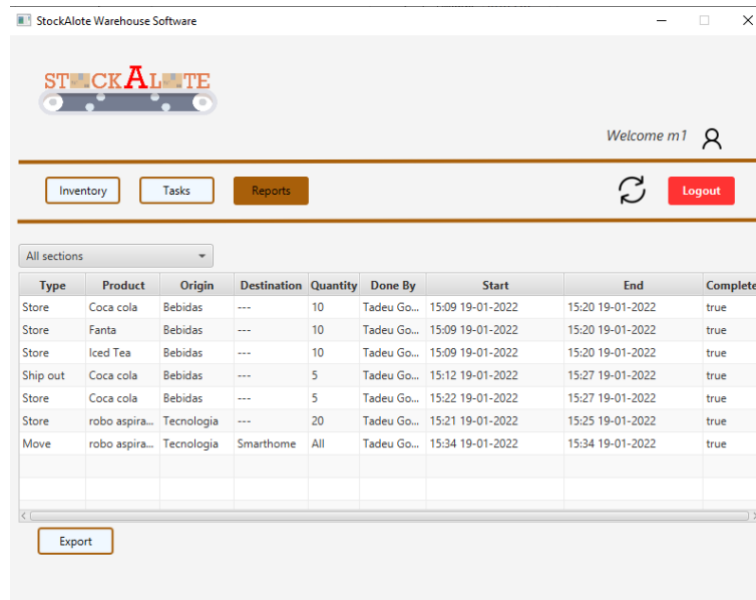 StockAlote Warehouse Software
STOCKALOTE
Welcome m1
Inventory Tasks Reports Logout
All sections
Type Product Origin Destination Quantity Done By Start End Complete
Store Coca cola Bebidas --- 10 Tadeu Go... 15:09 19-01-2022 15:20 19-01-2022 true
Store Fanta Bebidas --- 10 Tadeu Go... 15:09 19-01-2022 15:20 19-01-2022 true
Store Iced Tea Bebidas --- 10 Tadeu Go... 15:09 19-01-2022 15:20 19-01-2022 true
Ship out Coca cola Bebidas --- 5 Tadeu Go... 15:12 19-01-2022 15:27 19-01-2022 true
Store Coca cola Bebidas --- 5 Tadeu Go... 15:22 19-01-2022 15:27 19-01-2022 true
Store robo aspira... Tecnologia --- 20 Tadeu Go... 15:21 19-01-2022 15:25 19-01-2022 true
Move robo aspira... Tecnologia Smarthome All Tadeu Go... 15:34 19-01-2022 15:34 19-01-2022 true
Export